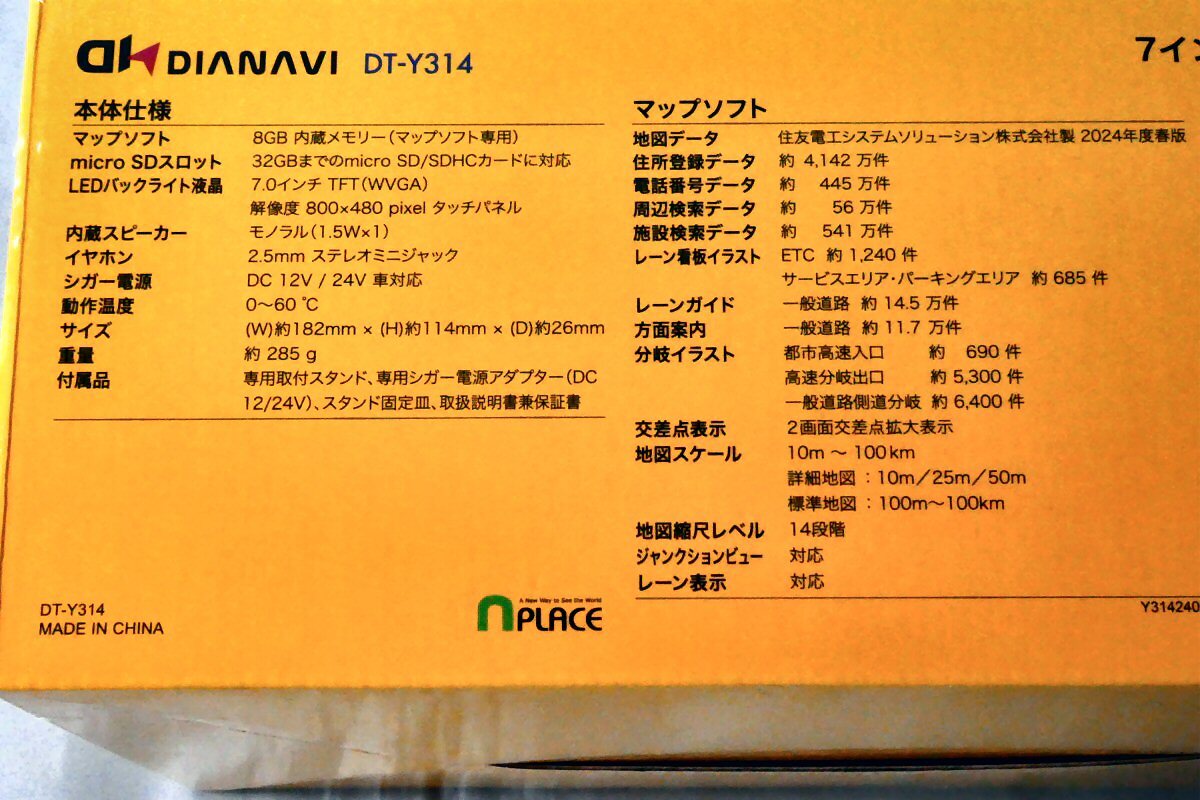 DIANAVI DT-Y314
7イン
本体仕様
マップソフト 8GB 内蔵メモリー(マップソフト専用)
micro SDスロット 32GBまでのmicro SD/SDHCカードに対応
LEDバックライト液晶 7.0インチ TFT(WVGA)
解像度 800×480 pixel タッチパネル
内蔵スピーカー モノラル(1.5W×1)
イヤホン 2.5mm ステレオミニジャック
シガー電源 DC 12V / 24V 車対応
動作温度 0〜60℃
サイズ (W)約182mm × (H)約114mm × (D)約26mm
重量 約 285 g
付属品 専用取付スタンド、専用シガー電源アダプター(DC
12/24V)、スタンド固定皿、取扱説明書兼保証書
マップソフト
地図データ 住友電工システムソリューション株式会社製 2024年度春版
住所登録データ 約 4,142 万件
電話番号データ 約 445 万件
周辺検索データ 約 56 万件
施設検索データ 約 541 万件
レーン看板イラスト ETC 約 1,240 件
サービスエリア・パーキングエリア 約 685 件
レーンガイド 一般道路 約 14.5 万件
方面案内 一般道路 約 11.7 万件
分岐イラスト 都市高速入口 約 690 件
高速分岐出口 約 5,300 件
一般道路側道分岐 約 6,400 件
交差点表示 2画面交差点拡大表示
地図スケール 10m 〜 100km
詳細地図 : 10m/25m/50m
標準地図 : 100m〜100km
地図縮尺レベル 14段階
ジャンクションビュー 対応
レーン表示 対応
DT-Y314
MADE IN CHINA
A New Way to See the World
nPLACE
Y314240